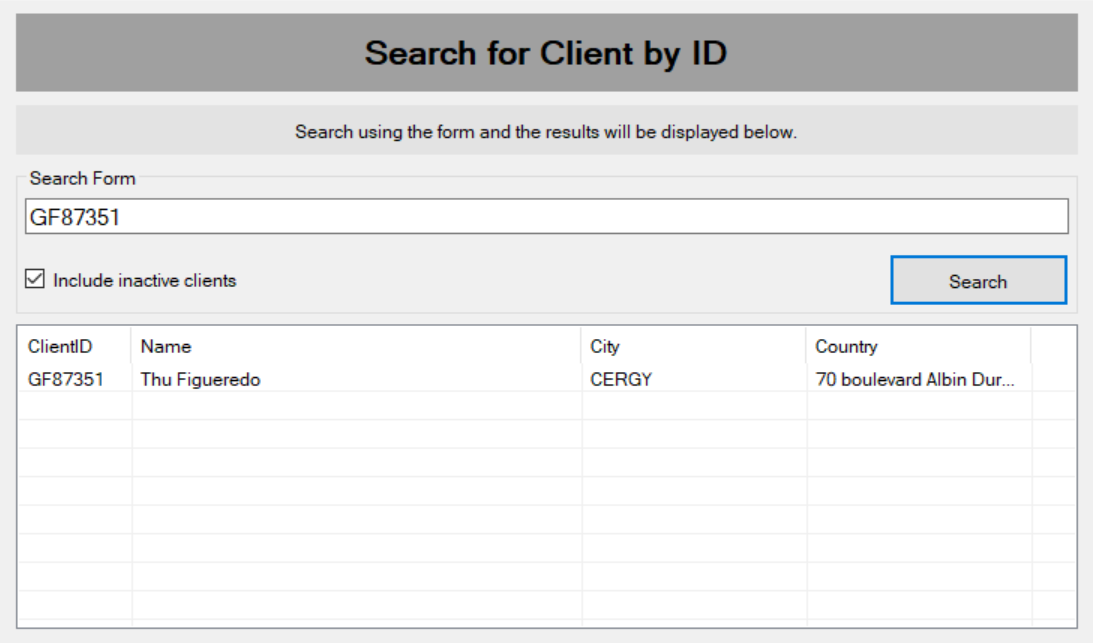 Search for Client by ID
Search using the form and the results will be displayed below.
Search Form
GF87351
Include inactive clients
Search
ClientID Name City Country
GF87351 Thu Figueredo CERGY 70 boulevard Albin Dur...